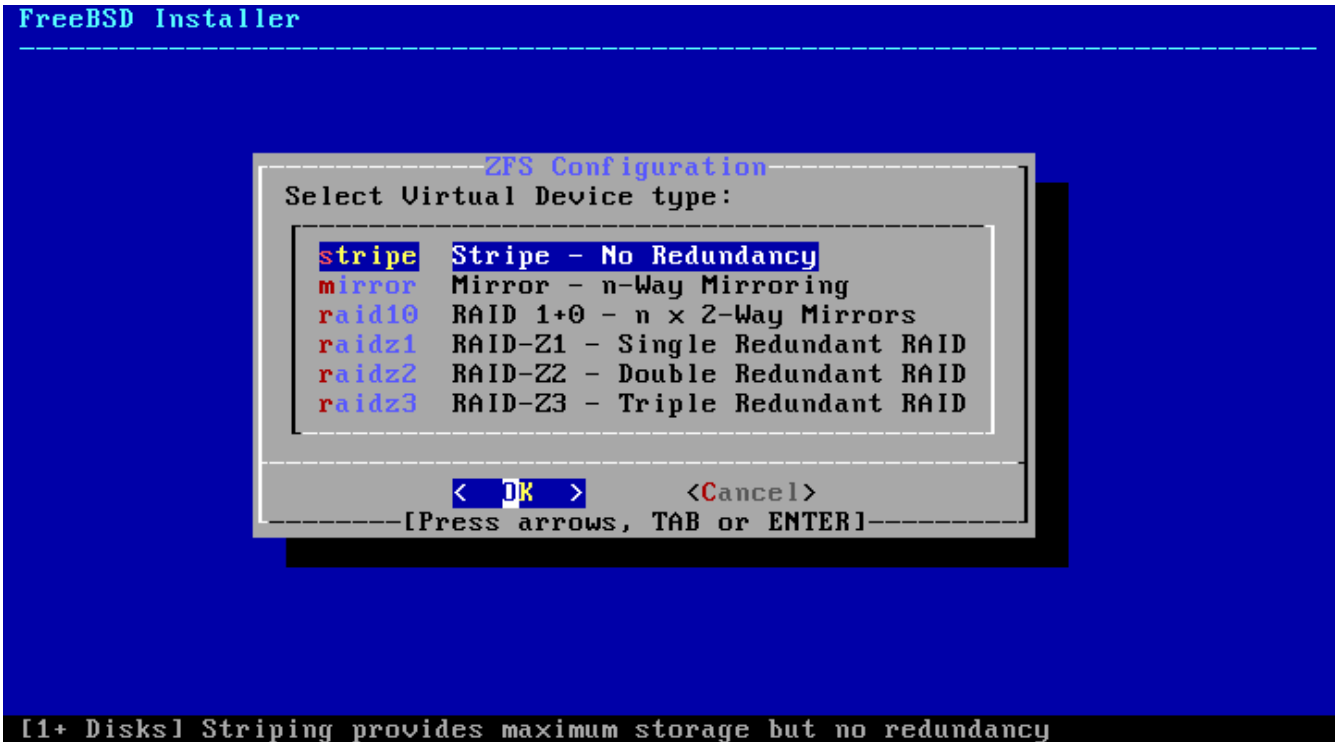 FreeBSD Installer
ZFS Configuration
Select Virtual Device type:
stripe Stripe - No Redundancy
mirror Mirror - n-Way Mirroring
raid10 RAID 1+0 - n x 2-Way Mirrors
raidz1 RAID-Z1 - Single Redundant RAID
raidz2 RAID-Z2 - Double Redundant RAID
raidz3 RAID-Z3 - Triple Redundant RAID
< OK > <Cancel>
[Press arrows, TAB or ENTER]
[1+ Disks] Striping provides maximum storage but no redundancy